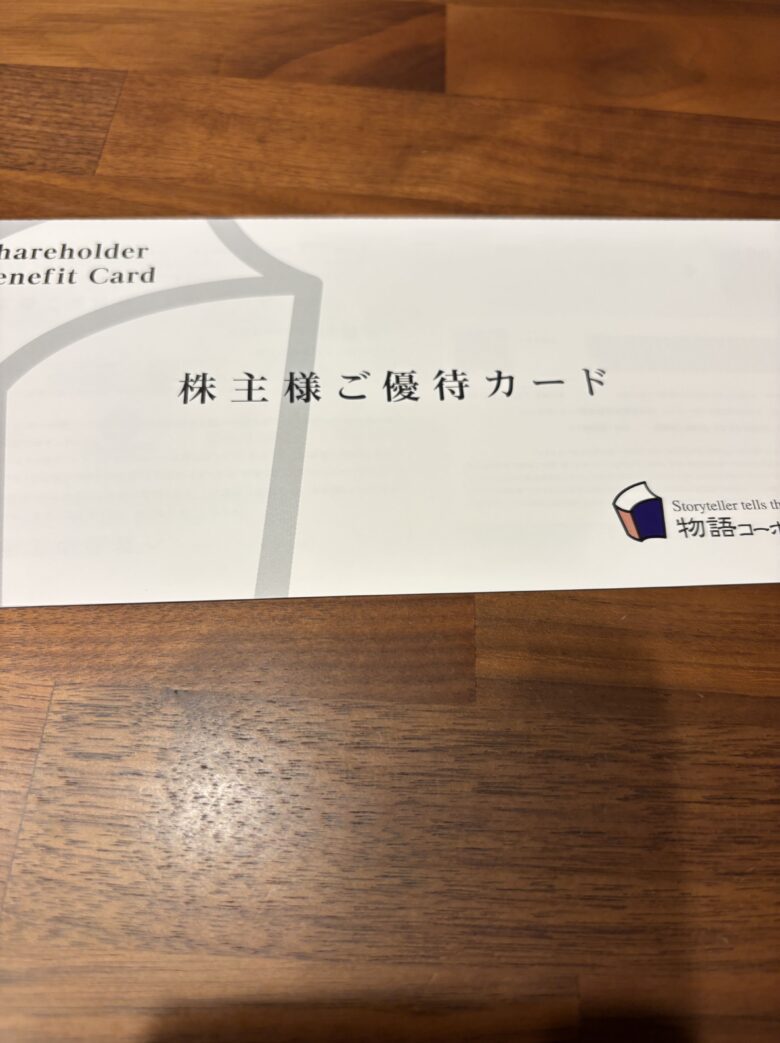 hareholder
enefit Card
株主様ご優待カード
Storyteller tells th
物語コーポ